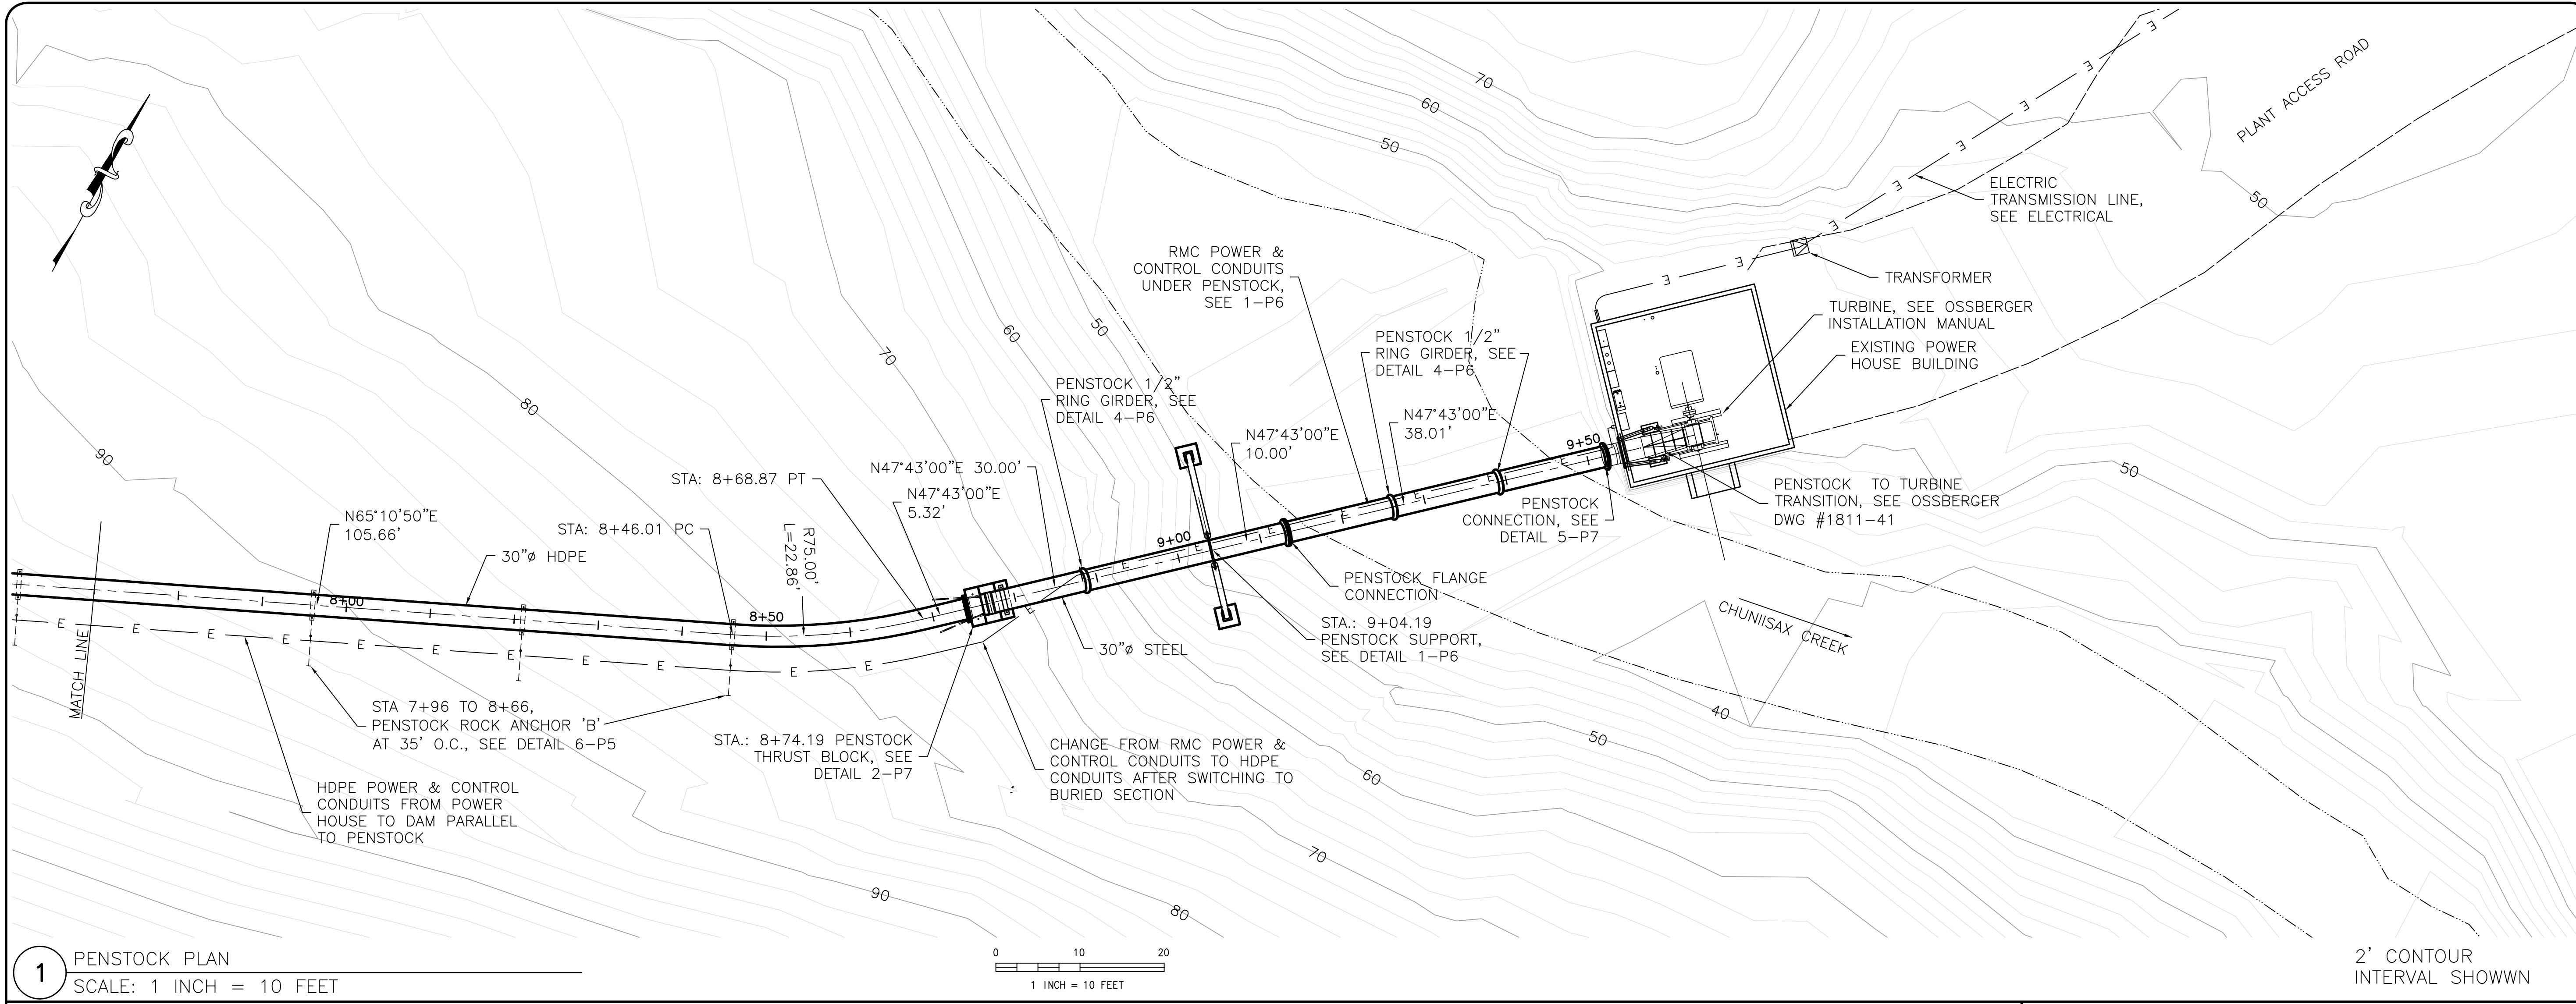 70
60
50
PLANT ACCESS ROAD
ELECTRIC
TRANSMISSION LINE,
SEE ELECTRICAL
50
RMC POWER &
CONTROL CONDUITS
UNDER PENSTOCK,
SEE 1-P6
TRANSFORMER
TURBINE, SEE OSSBERGER
INSTALLATION MANUAL
EXISTING POWER
HOUSE BUILDING
PENSTOCK 1/2"
RING GIRDER, SEE
DETAIL 4-P6
60
50
70
80
90
PENSTOCK 1/2"
RING GIRDER, SEE
DETAIL 4-P6
N47°43'00"E
38.01'
N47°43'00"E
10.00'
9+50
N47°43'00"E 30.00'
N47°43'00"E
5.32'
STA: 8+68.87 PT
STA: 8+46.01 PC
R75.00'
L=22.86'
N65°10'50"E
105.66'
30"ø HDPE
8+00
8+50
9+00
PENSTOCK
CONNECTION, SEE
DETAIL 5-P7
PENSTOCK TO TURBINE
TRANSITION, SEE OSSBERGER
DWG #1811-41
50
PENSTOCK FLANGE
CONNECTION
STA.: 9+04.19
PENSTOCK SUPPORT,
SEE DETAIL 1-P6
30"ø STEEL
CHUNIISAX CREEK
MATCH LINE
E E E E E E E E E E E
E E E E E E E
E E E E E E E E E
STA 7+96 TO 8+66,
PENSTOCK ROCK ANCHOR 'B'
AT 35' O.C., SEE DETAIL 6-P5
STA.: 8+74.19 PENSTOCK
THRUST BLOCK, SEE
DETAIL 2-P7
CHANGE FROM RMC POWER &
CONTROL CONDUITS TO HDPE
CONDUITS AFTER SWITCHING TO
BURIED SECTION
HDPE POWER & CONTROL
CONDUITS FROM POWER
HOUSE TO DAM PARALLEL
TO PENSTOCK
40
50
60
70
80
90
1
PENSTOCK PLAN
SCALE: 1 INCH = 10 FEET
0 10 20
1 INCH = 10 FEET
2' CONTOUR
INTERVAL SHOWWN